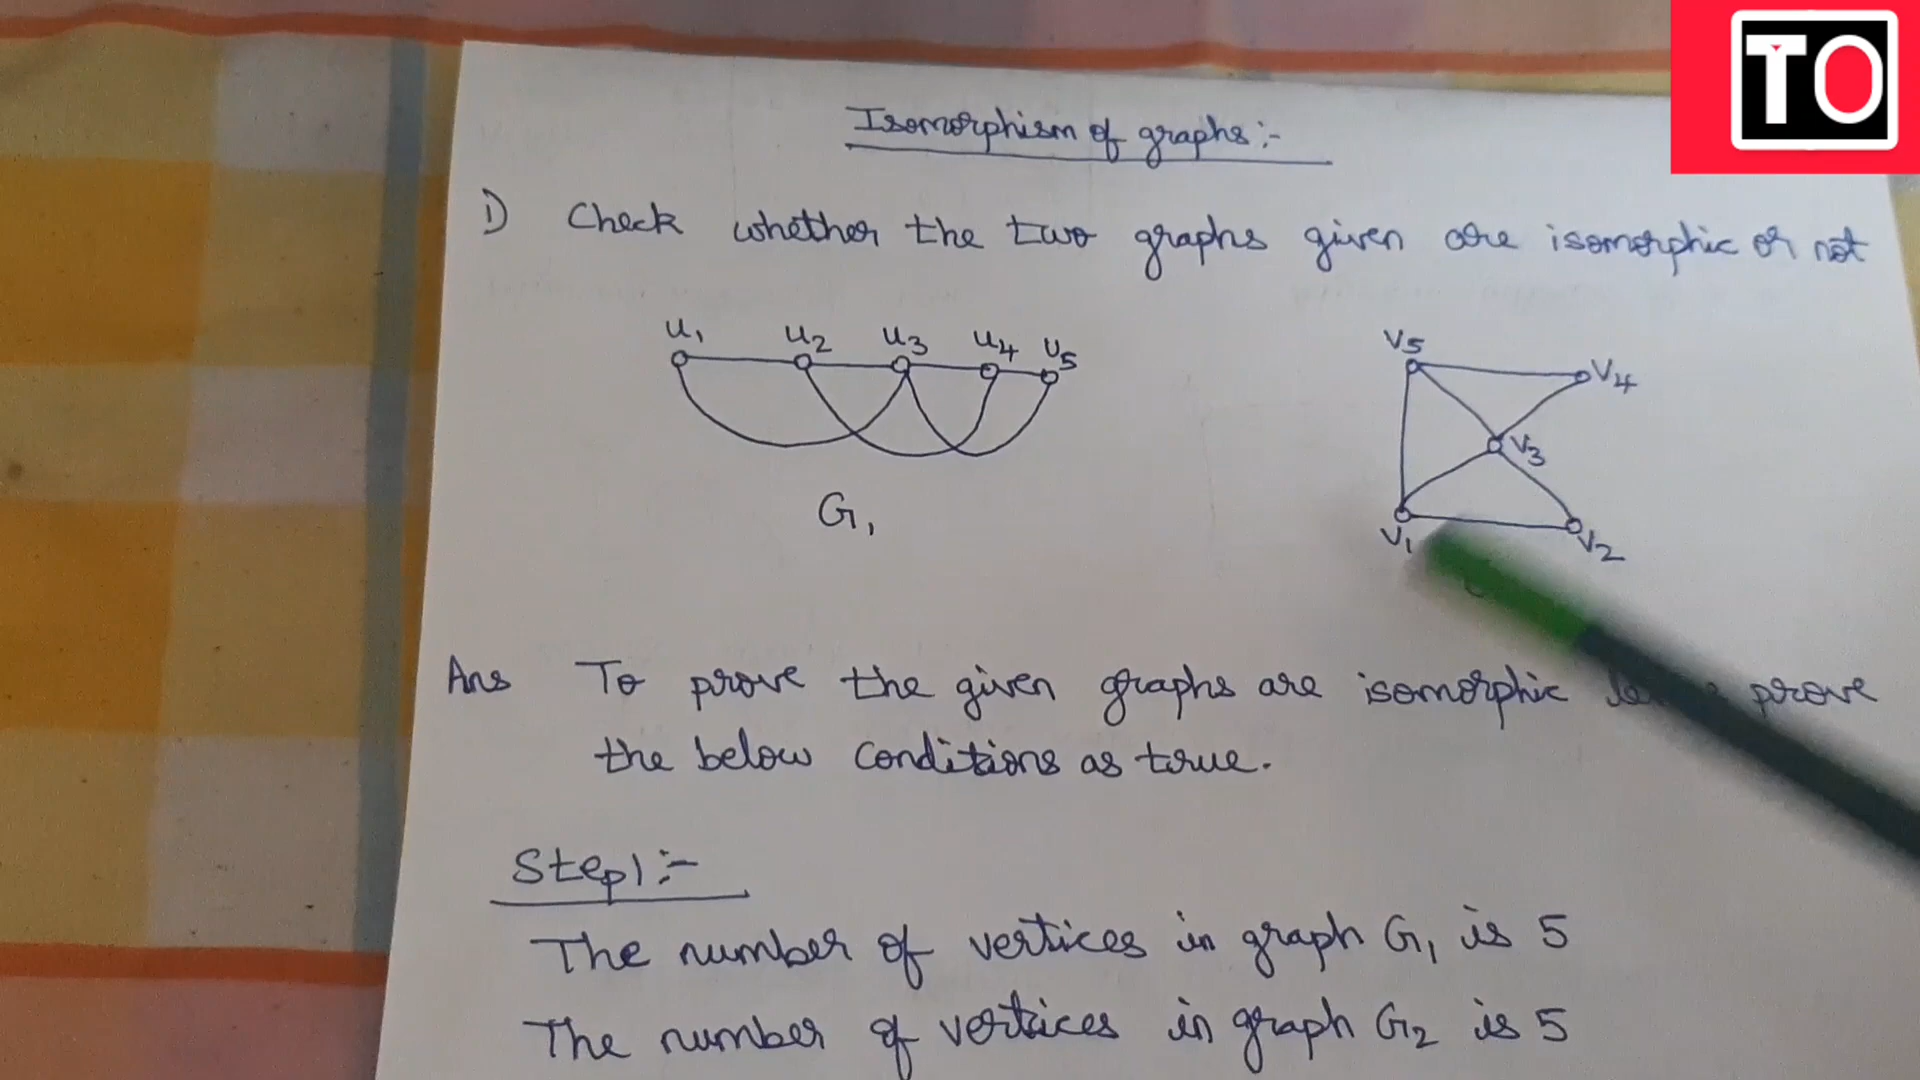 TO
Isomorphism of graphs:-
1) Check whether the two graphs given are isomorphic or not
u1 u2 u3 u4 u5
v5 v4
v3
v1 v2
G1
Ans To prove the given graphs are isomorphic prove
the below conditions as true.
Step1:-
The number of vertices in graph G1 is 5
The number of vertices in graph G2 is 5